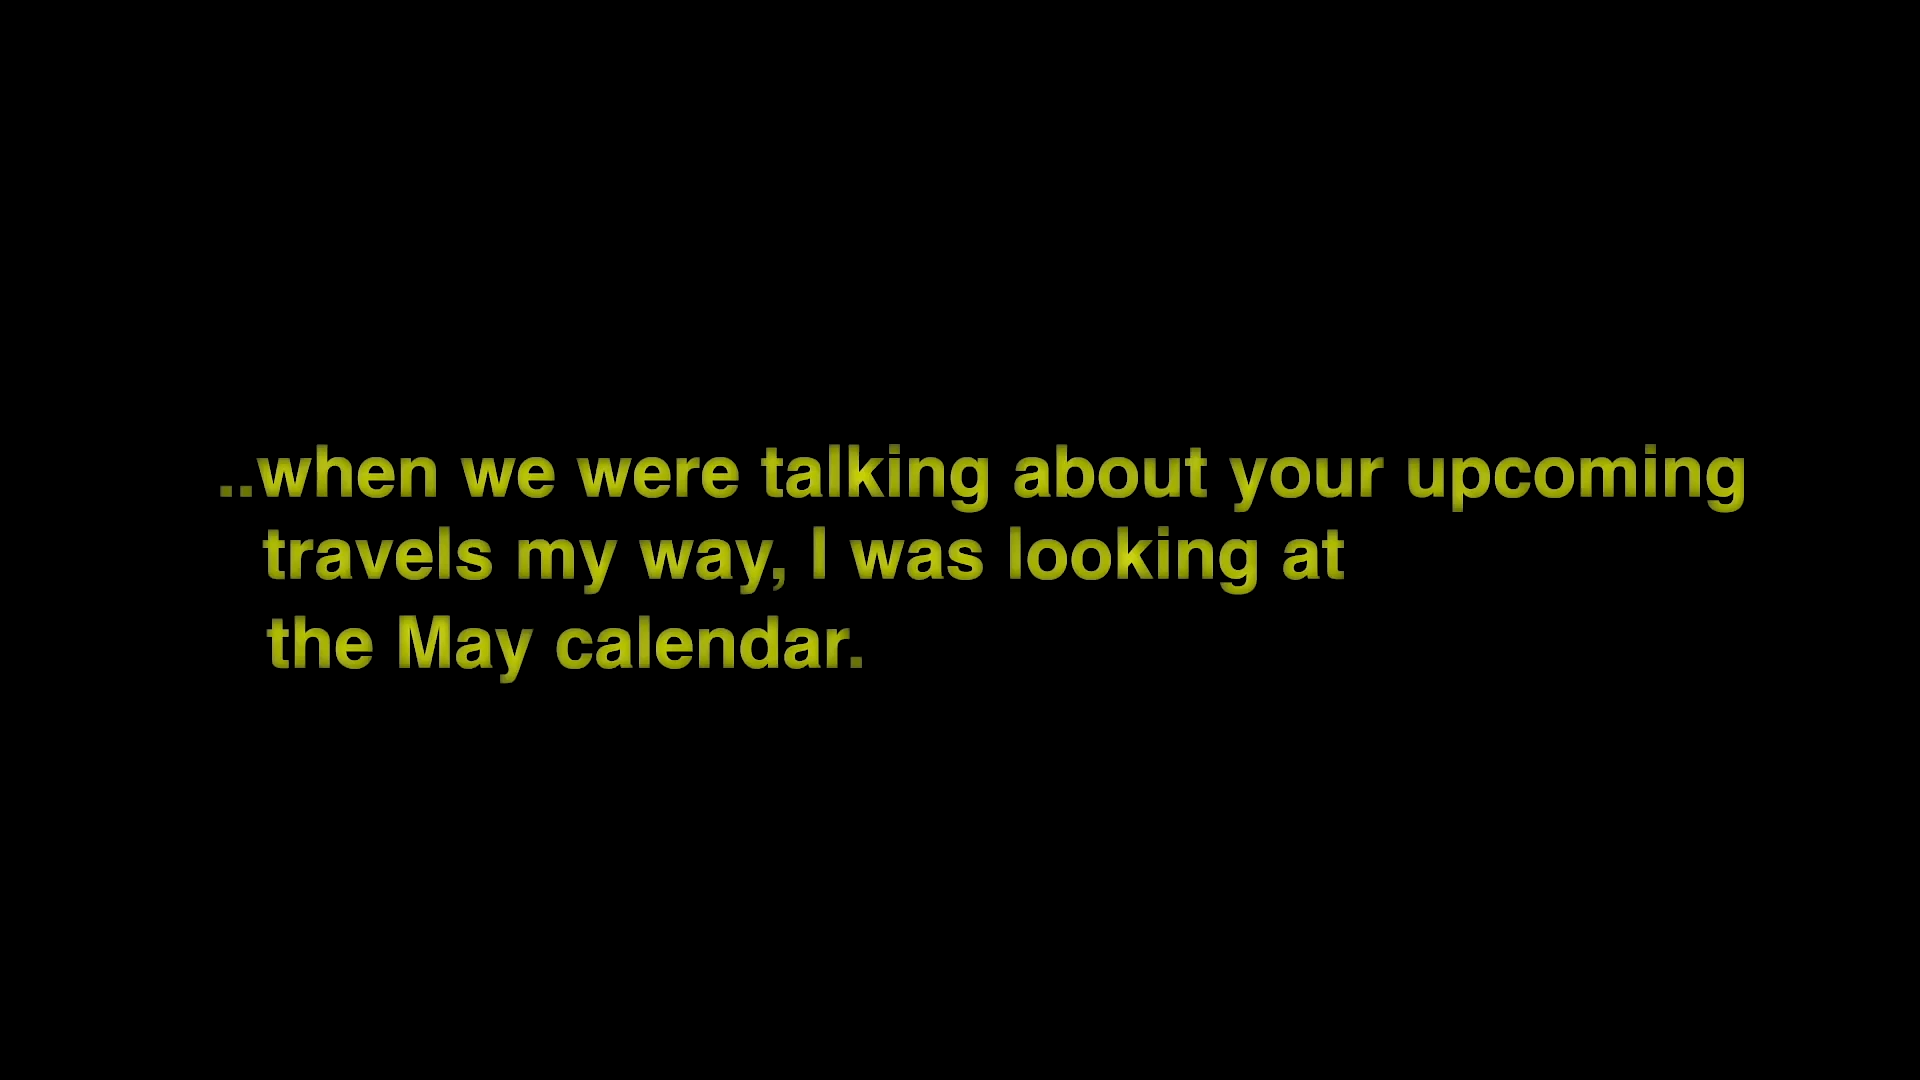 ..when we were talking about your upcoming
travels my way, I was looking at
the May calendar.